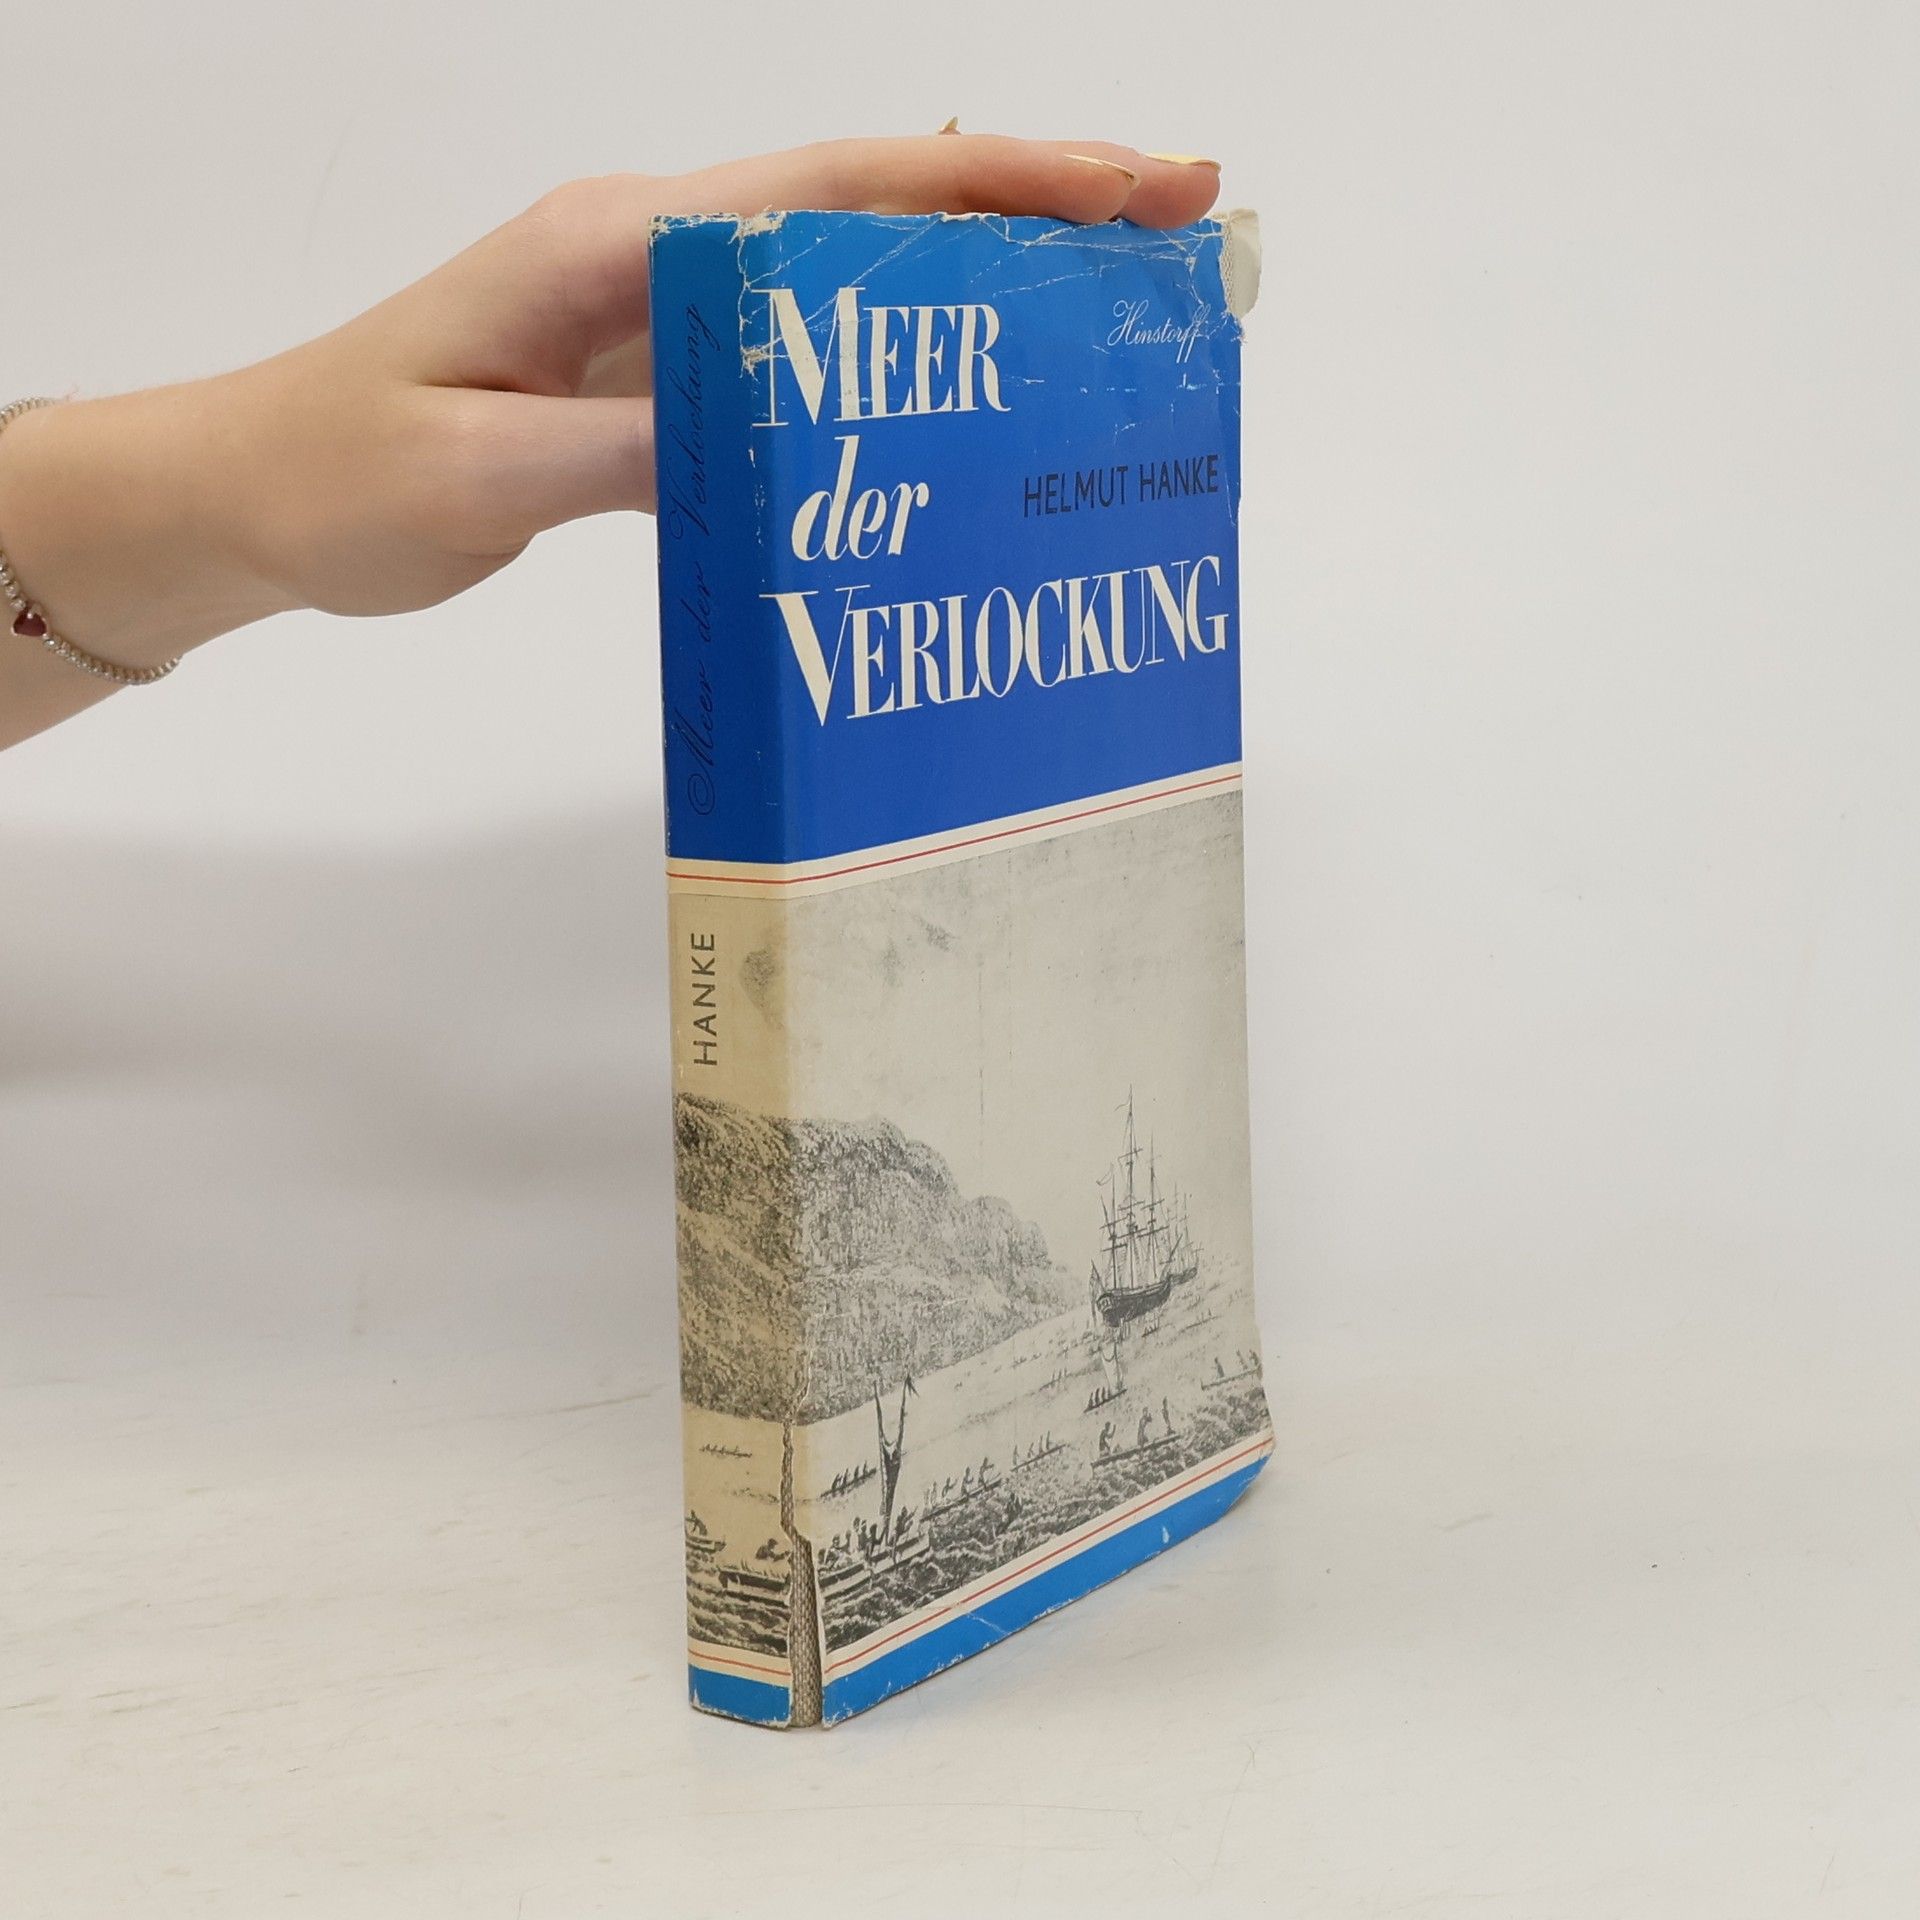 MEER
Hinstorff
der
HELMUT HANKE
VERLOCKUNG
Meer der Verlockung
HANKE